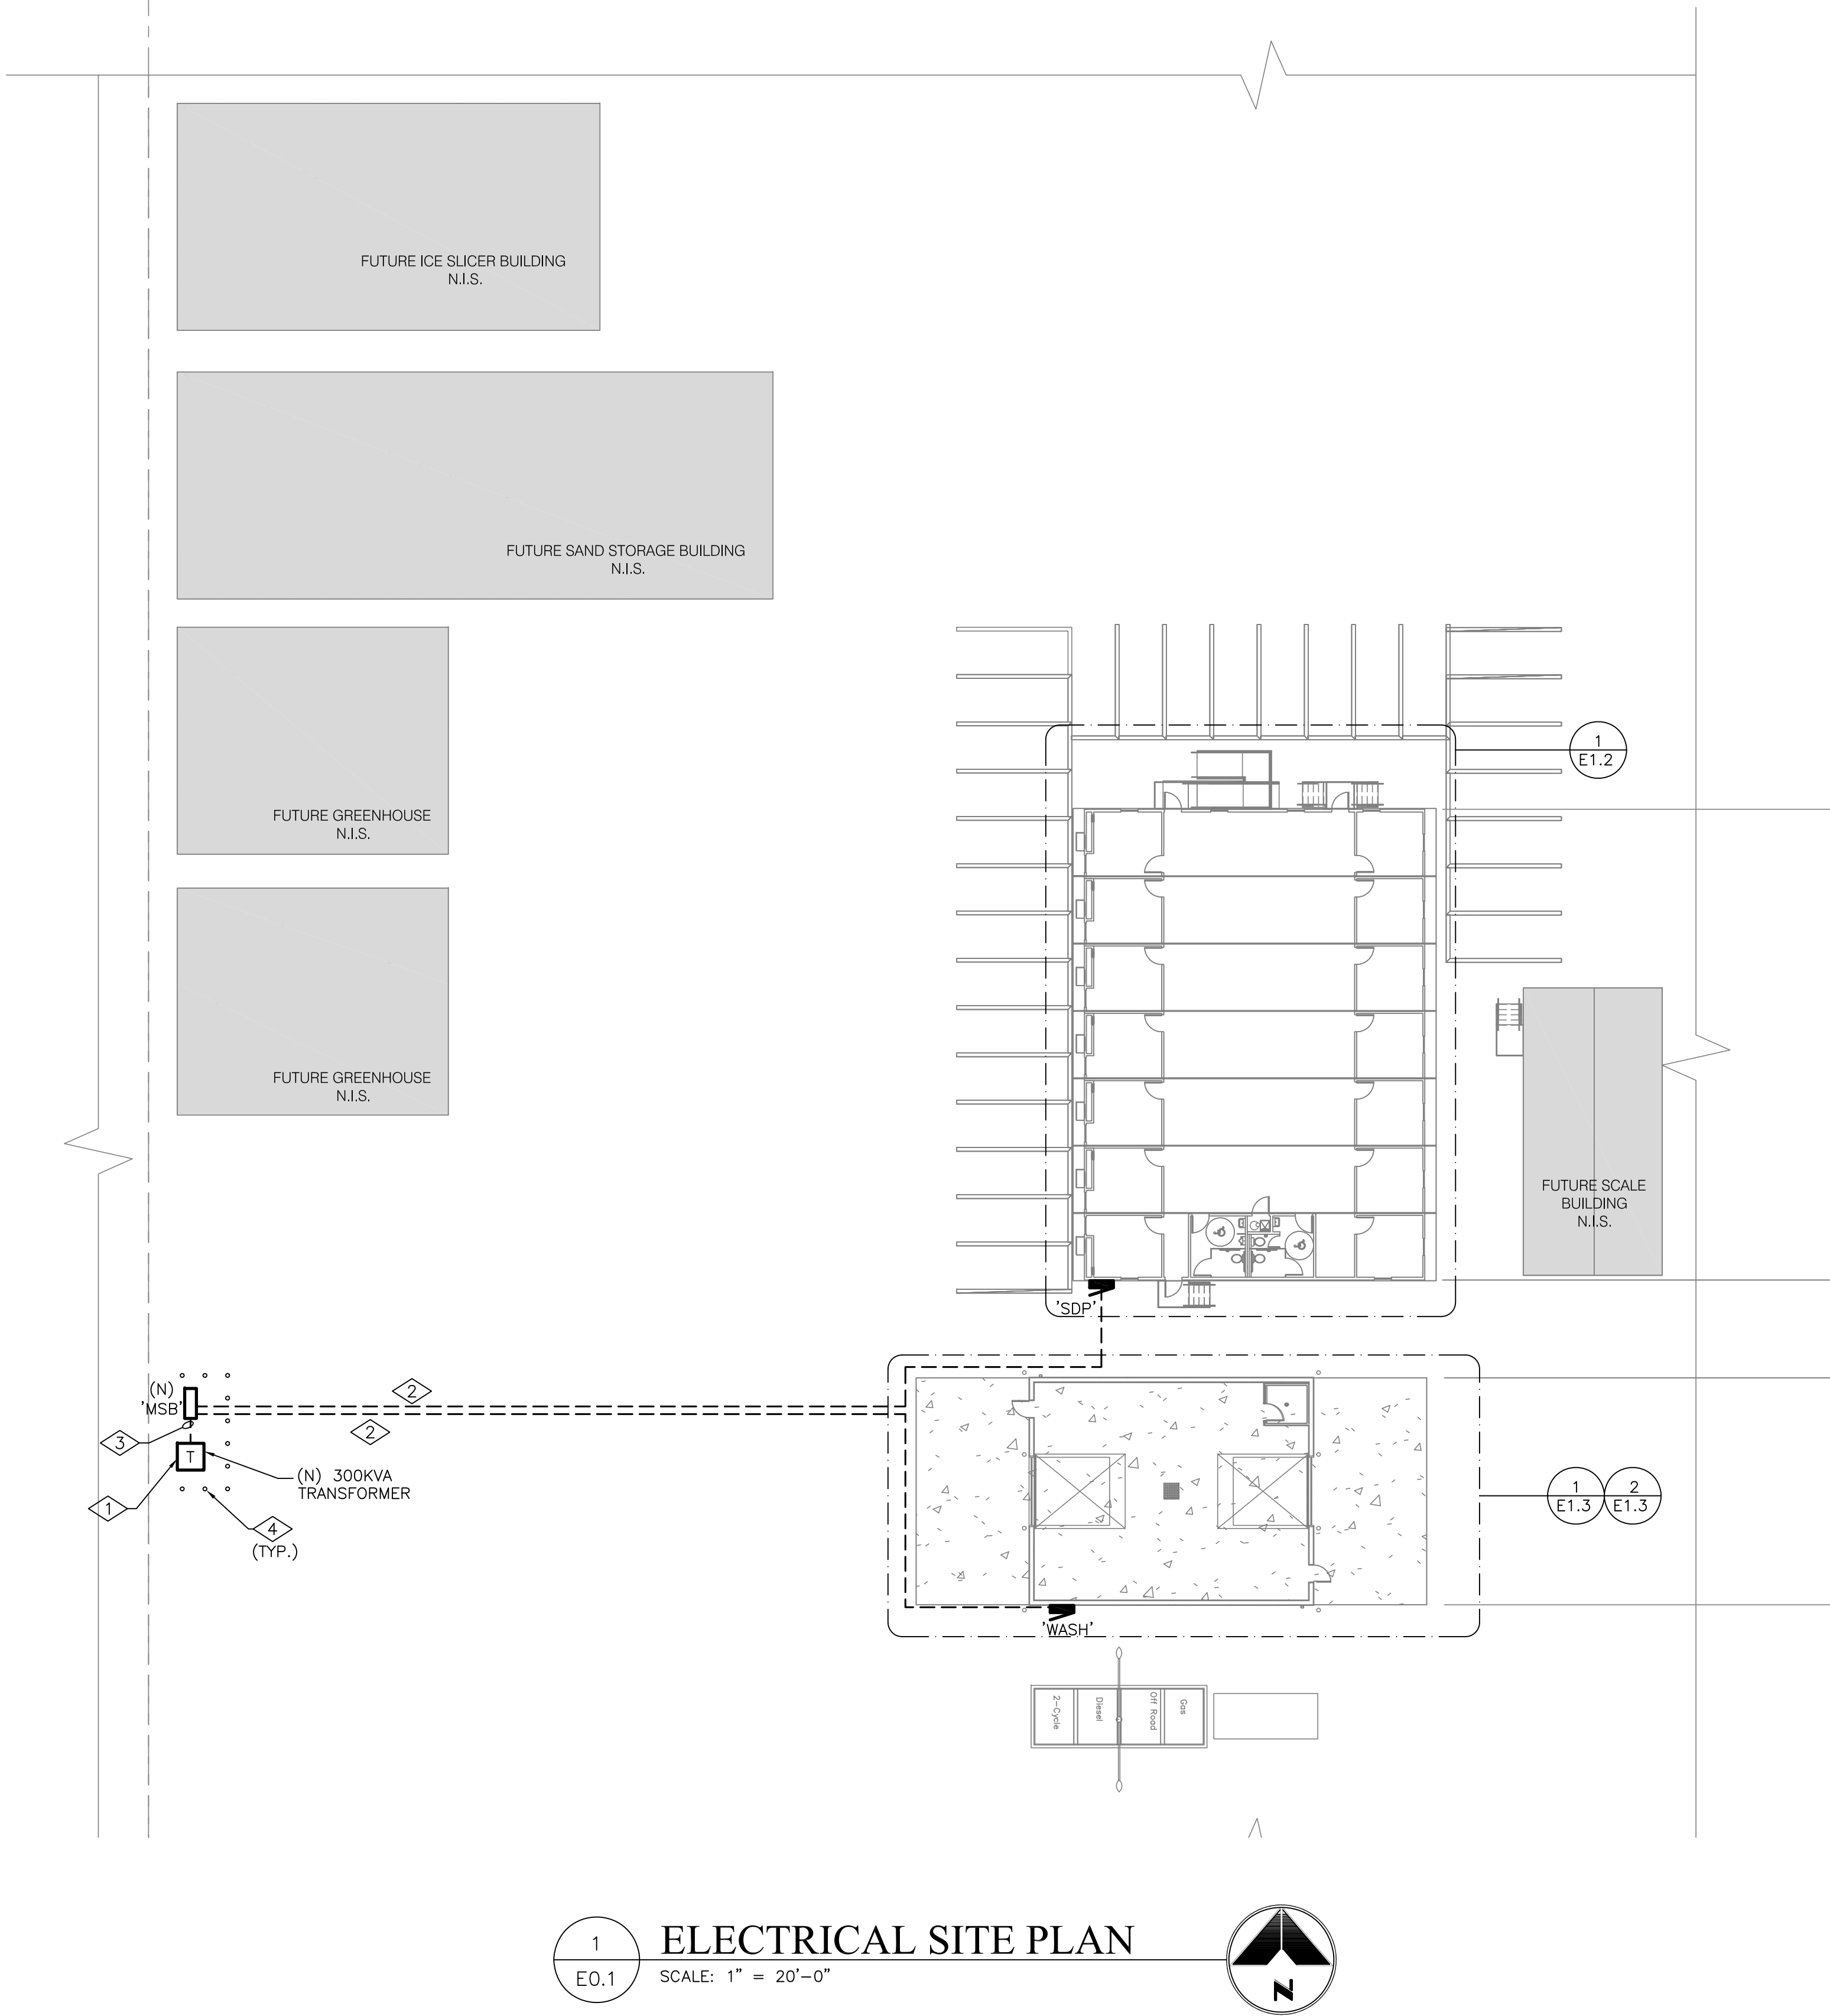 FUTURE ICE SLICER BUILDING
N.I.S.
FUTURE SAND STORAGE BUILDING
N.I.S.
FUTURE GREENHOUSE
N.I.S.
FUTURE GREENHOUSE
N.I.S.
1
E1.2
FUTURE SCALE
BUILDING
N.I.S.
'SDP'
(N)
'MSB'
2
2
3
T
(N) 300KVA
TRANSFORMER
1
4
(TYP.)
1
E1.3
2
E1.3
'WASH'
2-Cycle
Diesel
Off Road
Gas
1
E0.1
ELECTRICAL SITE PLAN
SCALE: 1" = 20'-0"
N